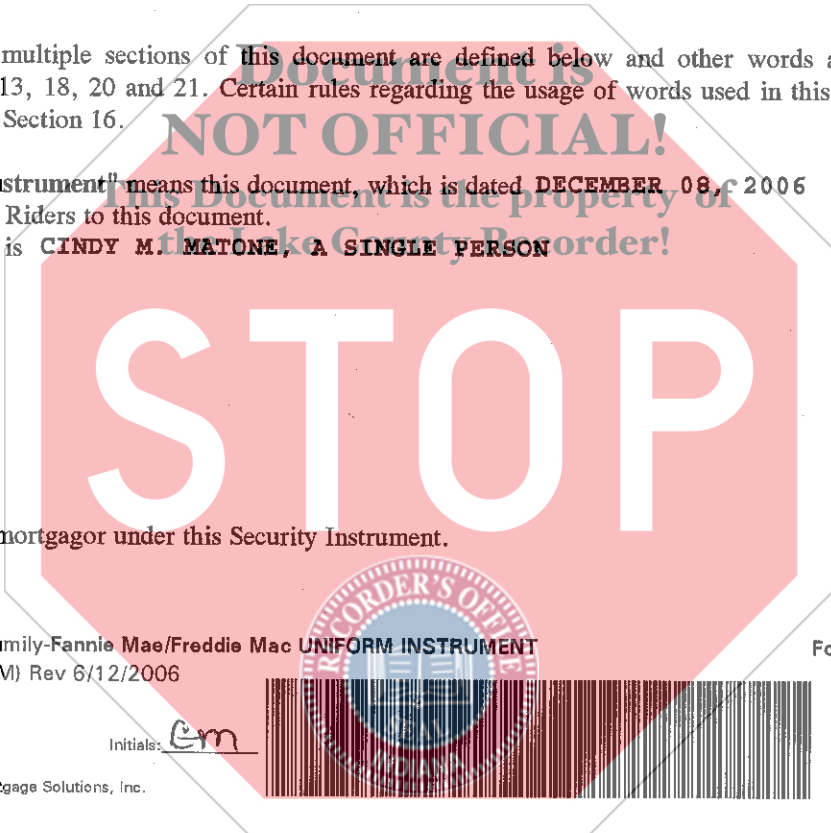 multiple sections of this document are defined below and other words
13, 18, 20 and 21. Certain rules regarding the usage of words used in this
Section 16.
Document is
NOT OFFICIAL!
This Document is the property of
the Lake County Recorder!
strument" means this document, which is dated DECEMBER 08, 2006
Riders to this document.
is CINDY M. MATONE, A SINGLE PERSON
STOP
mortgagor under this Security Instrument.
RECORDER'S OFFICE
SEAL
INDIANA
mily-Fannie Mae/Freddie Mac UNIFORM INSTRUMENT
Fo
M) Rev 6/12/2006
Initials: CM
gage Solutions, Inc.